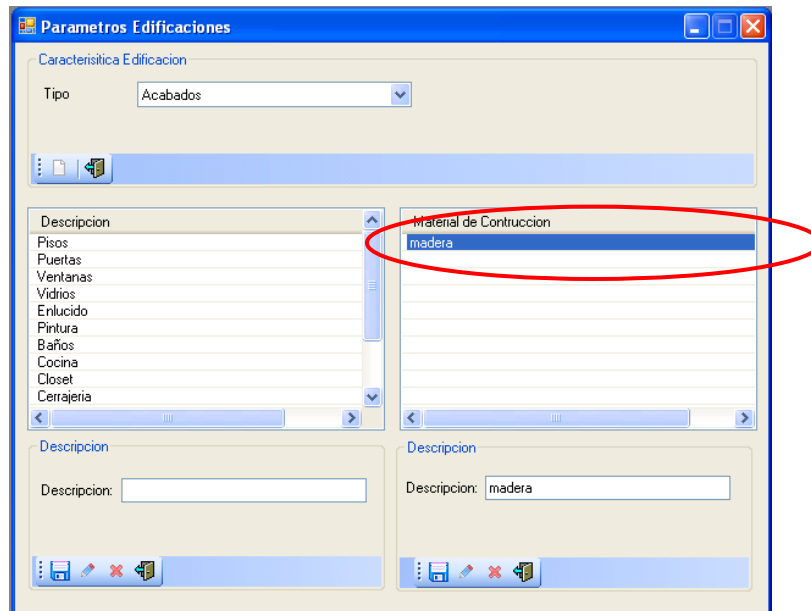 Parametros Edificaciones
Caracterisitica Edificacion
Tipo
Acabados
Descripcion
Pisos
Puertas
Ventanas
Vidrios
Enlucido
Pintura
Baños
Cocina
Closet
Cerrajeria
Material de Contruccion
madera
Descripcion
Descripcion:
Descripcion
Descripcion: madera